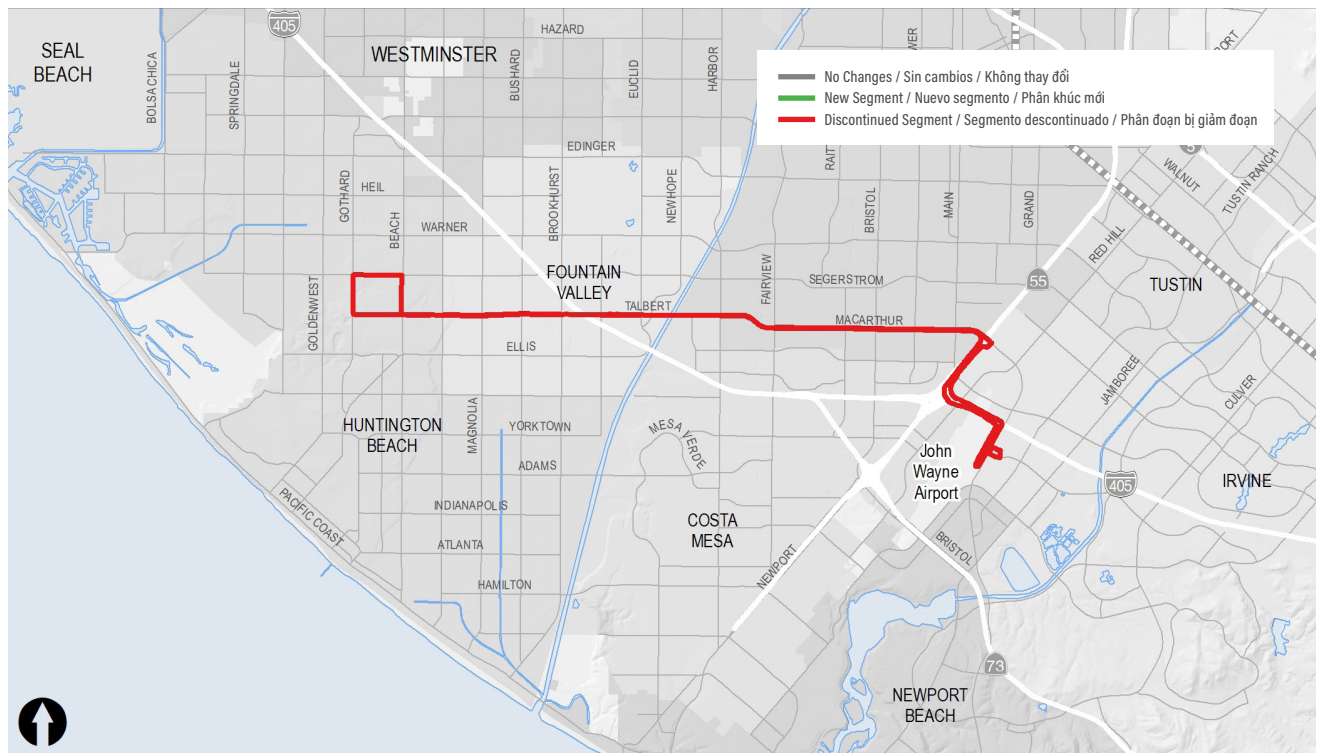 SEAL
BEACH
405
WESTMINSTER
HAZARD
BOLSA CHICA
SPRINGDALE
BUSHARD
EUCLID
HARBOR
No Changes / Sin cambios / Không thay đổi
New Segment / Nuevo segmento / Phân khúc mới
Discontinued Segment / Segmento descontinuado / Phân đoạn bị giảm đoạn
EDINGER
GOTHARD
HEIL
BEACH
WARNER
BROOKHURST
NEWHOPE
BRISTOL
MAIN
GRAND
WALNUT
TUSTIN RANCH
RED HILL
FOUNTAIN
VALLEY
FAIRVIEW
SEGERSTROM
55
TUSTIN
GOLDENWEST
TALBERT
MACARTHUR
ELLIS
JAMBOREE
CULVER
HUNTINGTON
BEACH
MAGNOLIA
YORKTOWN
MESA VERDE
ADAMS
John
Wayne
Airport
405
IRVINE
PACIFIC COAST
INDIANAPOLIS
COSTA
MESA
ATLANTA
NEWPORT
BRISTOL
HAMILTON
73
NEWPORT
BEACH